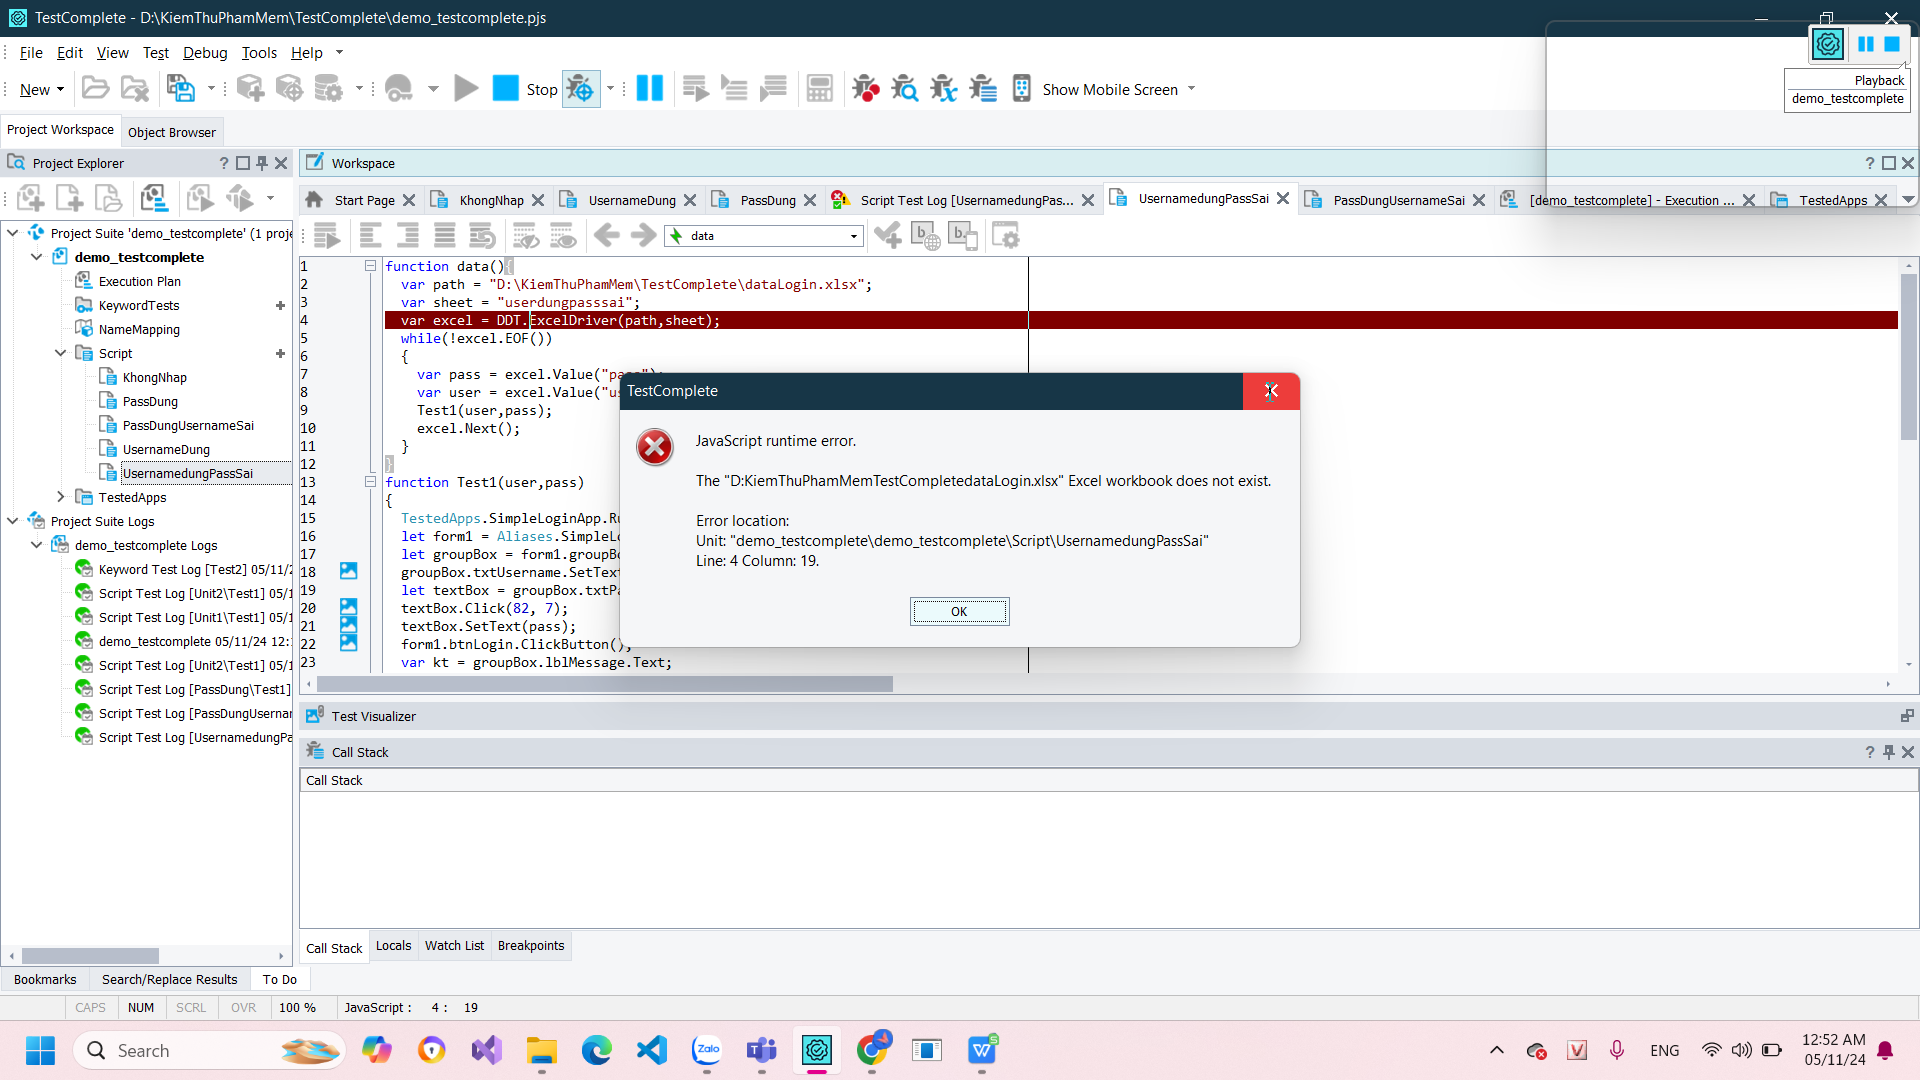 TestComplete - D:\KiemThuPhamMem\TestComplete\demo_testcomplete.pjs
File Edit View Test Debug Tools Help
New Stop Show Mobile Screen
Playback
demo_testcomplete
Project Workspace Object Browser
Project Explorer
Workspace
Start Page KhongNhap UsernameDung PassDung Script Test Log [UsernamedungPas... UsernamedungPassSai PassDungUsernameSai [demo_testcomplete] - Execution ... TestedApps
data
Project Suite 'demo_testcomplete' (1 proje
demo_testcomplete
Execution Plan
KeywordTests
NameMapping
Script
KhongNhap
PassDung
PassDungUsernameSai
UsernameDung
UsernamedungPassSai
TestedApps
Project Suite Logs
demo_testcomplete Logs
Keyword Test Log [Test2] 05/11/2
Script Test Log [Unit2\Test1] 05/1
Script Test Log [Unit1\Test1] 05/1
demo_testcomplete 05/11/24 12:
Script Test Log [Unit2\Test1] 05/1
Script Test Log [PassDung\Test1]
Script Test Log [PassDungUsernar
Script Test Log [UsernamedungPa
1 function data(){
2 var path = "D:\KiemThuPhamMem\TestComplete\dataLogin.xlsx";
3 var sheet = "userdungpasssai";
4 var excel = DDT.ExcelDriver(path,sheet);
5 while(!excel.EOF())
6 {
7 var pass = excel.Value("pass");
8 var user = excel.Value("us
9 Test1(user,pass);
10 excel.Next();
11 }
12 }
13 function Test1(user,pass)
14 {
15 TestedApps.SimpleLoginApp.Ru
16 let form1 = Aliases.SimpleLo
17 let groupBox = form1.groupBo
18 groupBox.txtUsername.SetText
19 let textBox = groupBox.txtPa
20 textBox.Click(82, 7);
21 textBox.SetText(pass);
22 form1.btnLogin.ClickButton();
23 var kt = groupBox.lblMessage.Text;
TestComplete
JavaScript runtime error.
The "D:KiemThuPhamMemTestCompletedataLogin.xlsx" Excel workbook does not exist.
Error location:
Unit: "demo_testcomplete\demo_testcomplete\Script\UsernamedungPassSai"
Line: 4 Column: 19.
OK
Test Visualizer
Call Stack
Call Stack
Call Stack Locals Watch List Breakpoints
Bookmarks Search/Replace Results To Do
CAPS NUM SCRL OVR 100 % JavaScript : 4 : 19
Search
Zalo
ENG
12:52 AM
05/11/24